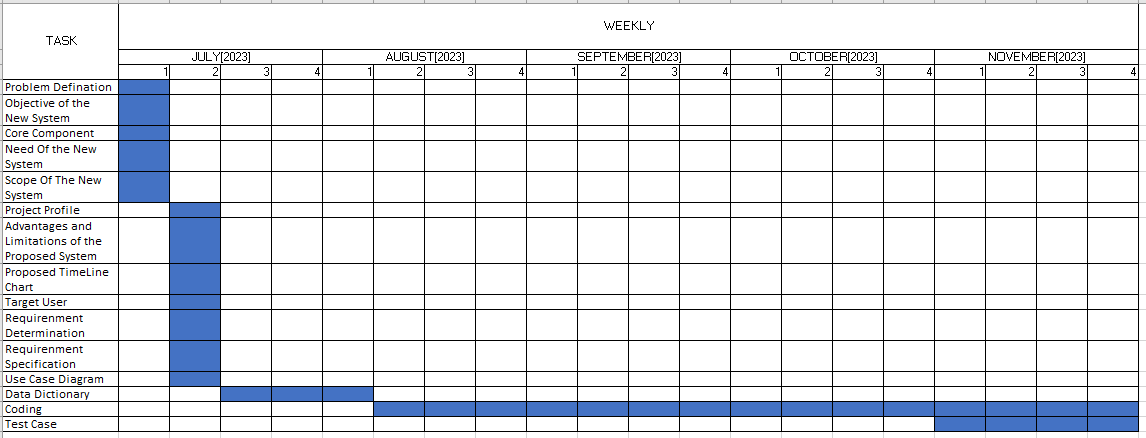 WEEKLY
TASK
JULY[2023] AUGUST[2023] SEPTEMBER[2023] OCTOBER[2023] NOVEMBER[2023]
1 2 3 4 1 2 3 4 1 2 3 4 1 2 3 4 1 2 3 4
Problem Defination
Objective of the
New System
Core Component
Need Of the New
System
Scope Of The New
System
Project Profile
Advantages and
Limitations of the
Proposed System
Proposed TimeLine
Chart
Target User
Requirenment
Determination
Requirenment
Specification
Use Case Diagram
Data Dictionary
Coding
Test Case